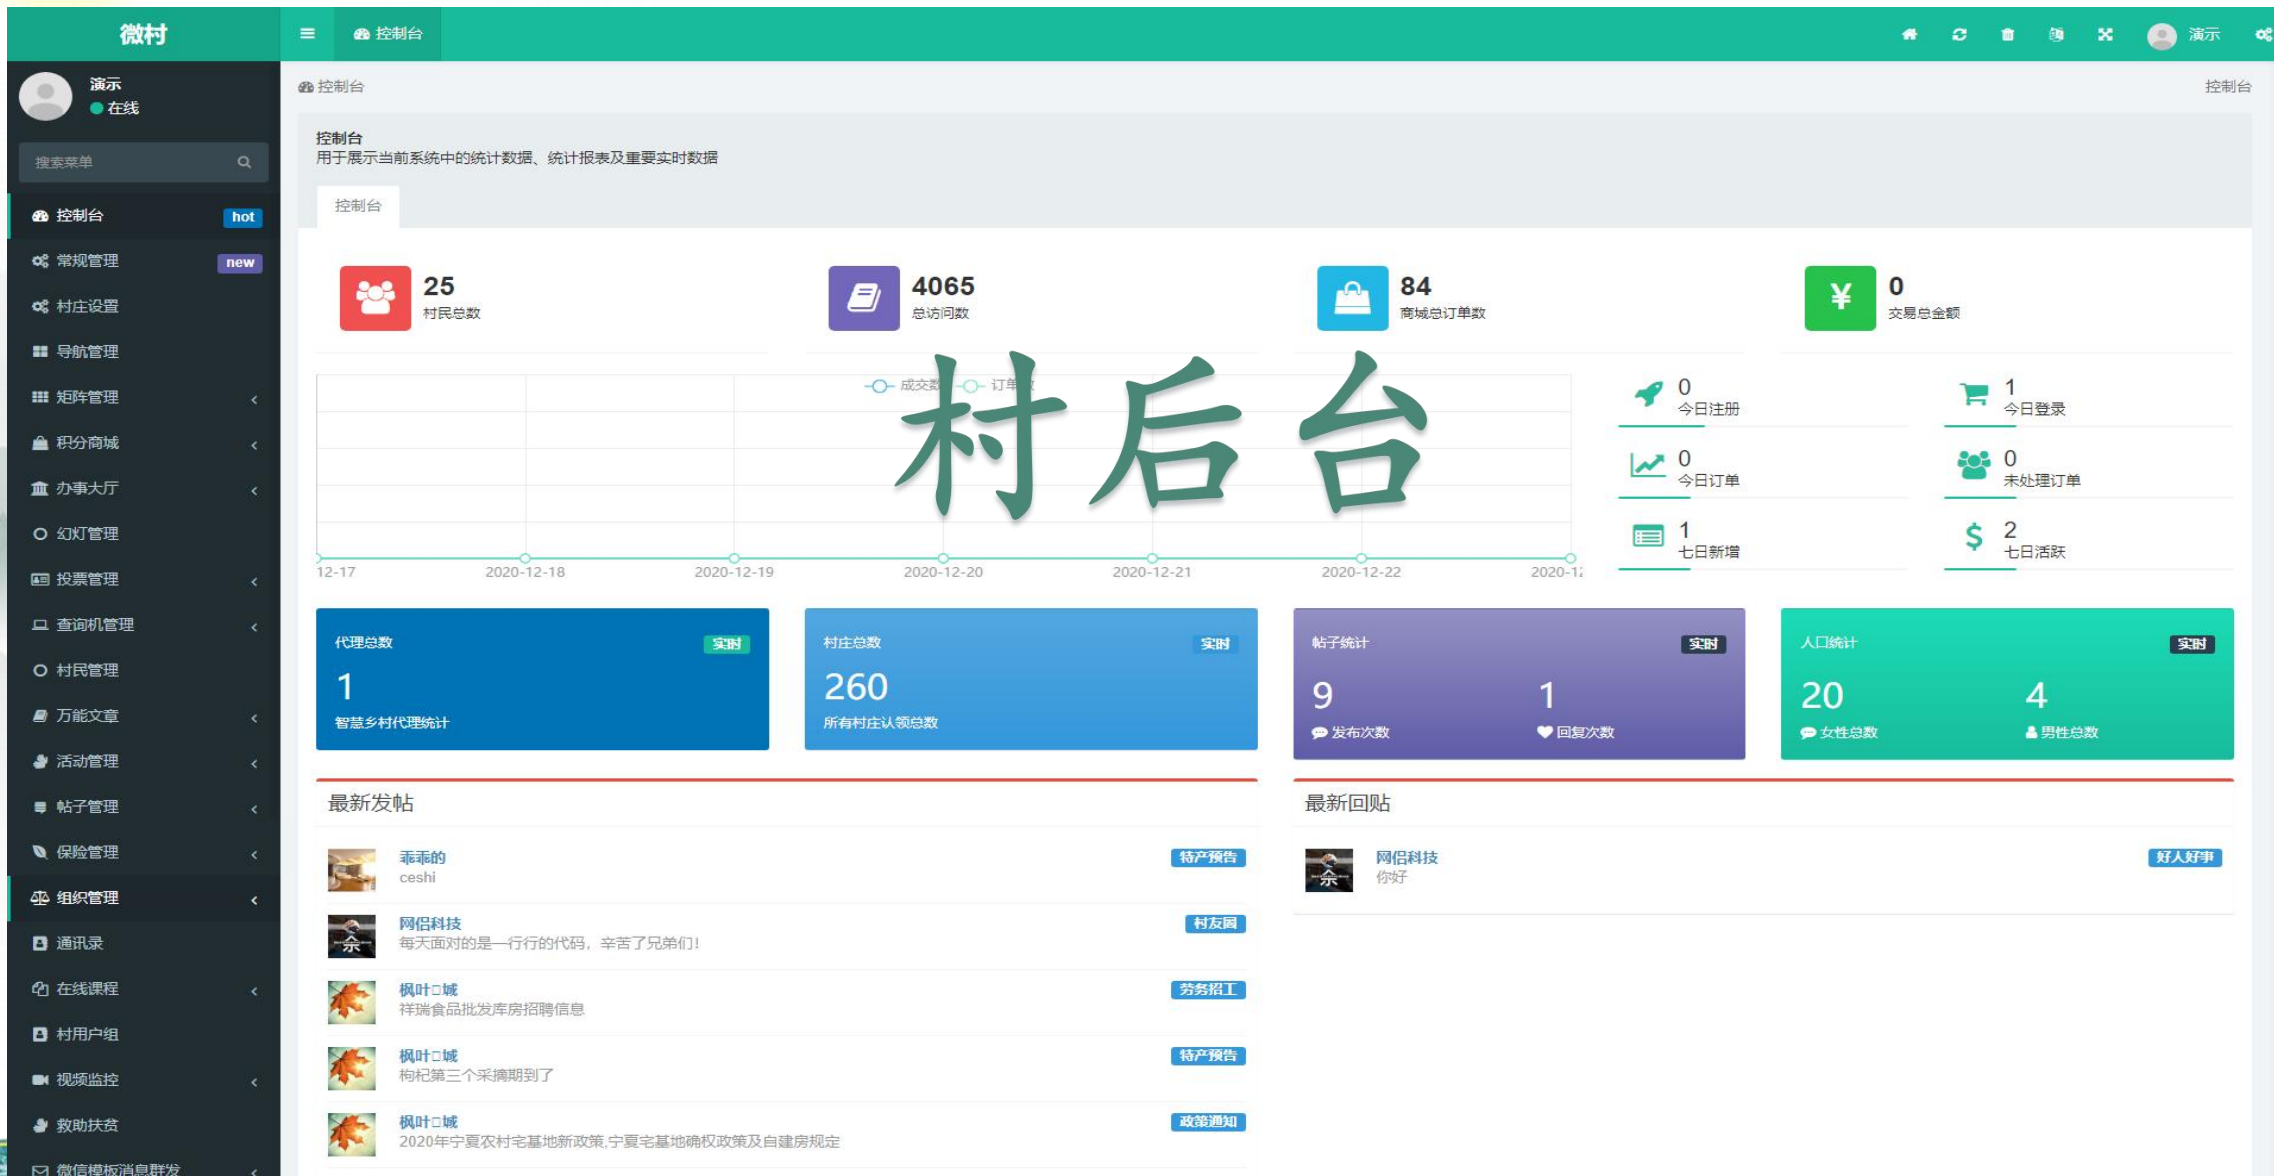 微村
控制台
演示
演示
在线
搜索菜单
控制台 hot
常规管理 new
村庄设置
导航管理
矩阵管理
积分商城
办事大厅
幻灯管理
投票管理
查询机管理
村民管理
万能文章
活动管理
帖子管理
保险管理
组织管理
通讯录
在线课程
村用户组
视频监控
救助扶贫
微信模板消息群发
控制台
控制台
控制台
用于展示当前系统中的统计数据、统计报表及重要实时数据
控制台
25
村民总数
4065
总访问数
84
商城总订单数
¥
0
交易总金额
成交数 订单数
村后台
12-17 2020-12-18 2020-12-19 2020-12-20 2020-12-21 2020-12-22 2020-1
0
今日注册
1
今日登录
0
今日订单
0
未处理订单
1
七日新增
$
2
七日活跃
代理总数 实时
1
智慧乡村代理统计
村庄总数 实时
260
所有村庄认领总数
帖子统计 实时
9 1
发布次数 回复次数
人口统计 实时
20 4
女性总数 男性总数
最新发帖
乖乖的 特产预告
ceshi
网侣科技 村友圈
每天面对的是一行行的代码，辛苦了兄弟们！
枫叶□城 劳务招工
祥瑞食品批发库房招聘信息
枫叶□城 特产预告
枸杞第三个采摘期到了
枫叶□城 政策通知
2020年宁夏农村宅基地新政策,宁夏宅基地确权政策及自建房规定
最新回贴
网侣科技 好人好事
你好